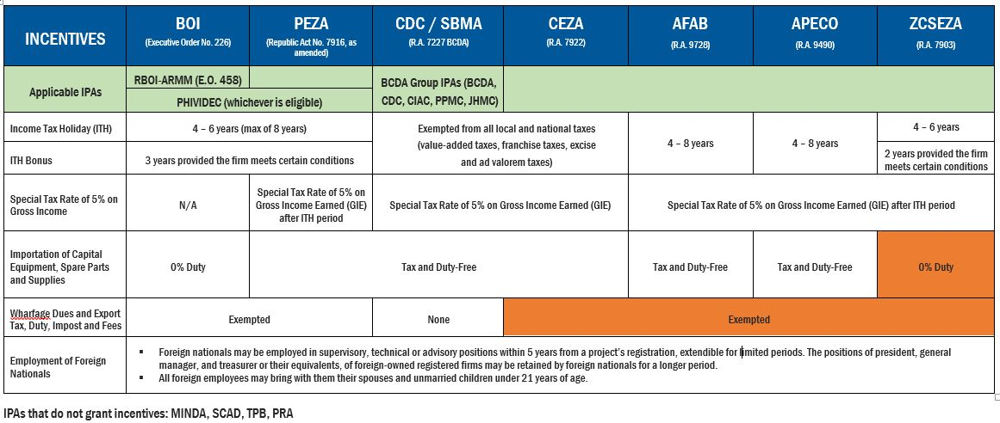 INCENTIVES
BOI
(Executive Order No. 226)
PEZA
(Republic Act No. 7916, as
amended)
CDC / SBMA
(R.A. 7227 BCDA)
CEZA
(R.A. 7922)
AFAB
(R.A. 9728)
APECO
(R.A. 9490)
ZCSEZA
(R.A. 7903)
Applicable IPAs
RBOI-ARMM (E.O. 458)
PHIVIDEC (whichever is eligible)
BCDA Group IPAs (BCDA,
CDC, CIAC, PPMC, JHMC)
Income Tax Holiday (ITH)
4 – 6 years (max of 8 years)
Exempted from all local and national taxes
(value-added taxes, franchise taxes, excise
and ad valorem taxes)
4 – 8 years
4 – 8 years
4 – 6 years
ITH Bonus
3 years provided the firm meets certain conditions
2 years provided the firm
meets certain conditions
Special Tax Rate of 5% on
Gross Income
N/A
Special Tax Rate of 5% on
Gross Income Earned (GIE)
after ITH period
Special Tax Rate of 5% on Gross Income Earned (GIE)
Special Tax Rate of 5% on Gross Income Earned (GIE) after ITH period
Importation of Capital
Equipment, Spare Parts
and Supplies
0% Duty
Tax and Duty-Free
Tax and Duty-Free
Tax and Duty-Free
0% Duty
Wharfage Dues and Export
Tax, Duty, Impost and Fees
Exempted
None
Exempted
Employment of Foreign
Nationals
▪ Foreign nationals may be employed in supervisory, technical or advisory positions within 5 years from a project's registration, extendible for limited periods. The positions of president, general
manager, and treasurer or their equivalents, of foreign-owned registered firms may be retained by foreign nationals for a longer period.
▪ All foreign employees may bring with them their spouses and unmarried children under 21 years of age.
IPAs that do not grant incentives: MINDA, SCAD, TPB, PRA